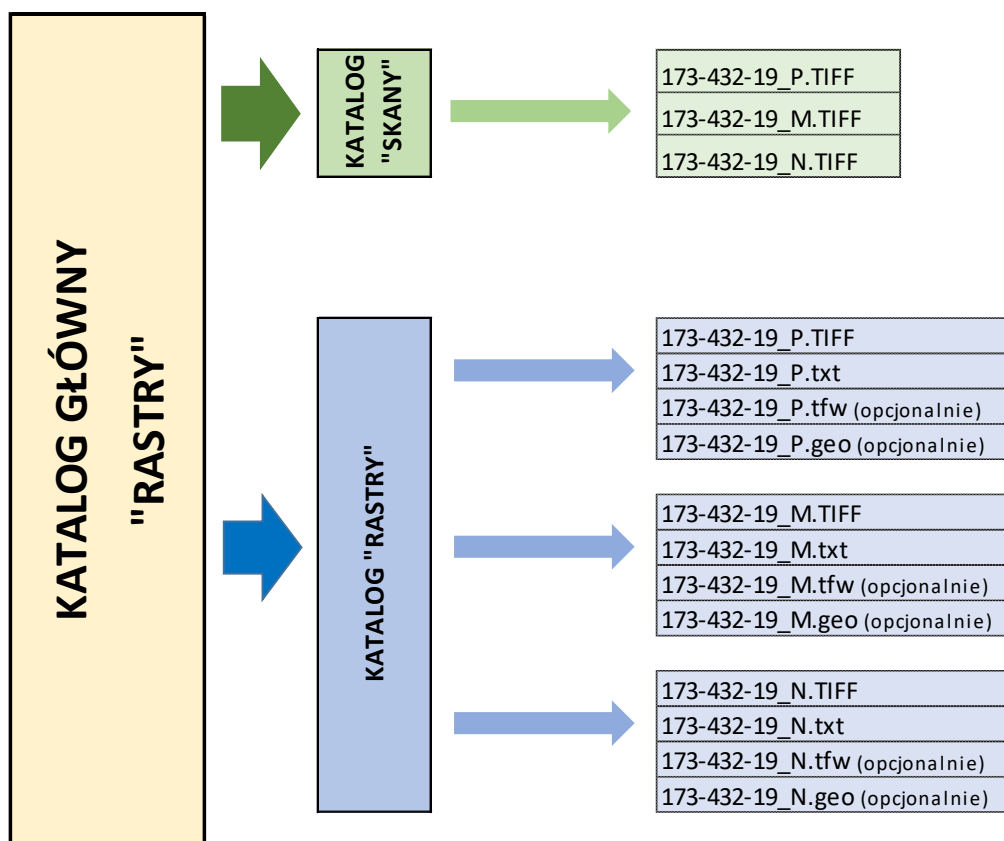 KATALOG GŁÓWNY
"RASTRY"
KATALOG
"SKANY"
173-432-19_P.TIFF
173-432-19_M.TIFF
173-432-19_N.TIFF
KATALOG "RASTRY"
173-432-19_P.TIFF
173-432-19_P.txt
173-432-19_P.tfw (opcjonalnie)
173-432-19_P.geo (opcjonalnie)
173-432-19_M.TIFF
173-432-19_M.txt
173-432-19_M.tfw (opcjonalnie)
173-432-19_M.geo (opcjonalnie)
173-432-19_N.TIFF
173-432-19_N.txt
173-432-19_N.tfw (opcjonalnie)
173-432-19_N.geo (opcjonalnie)